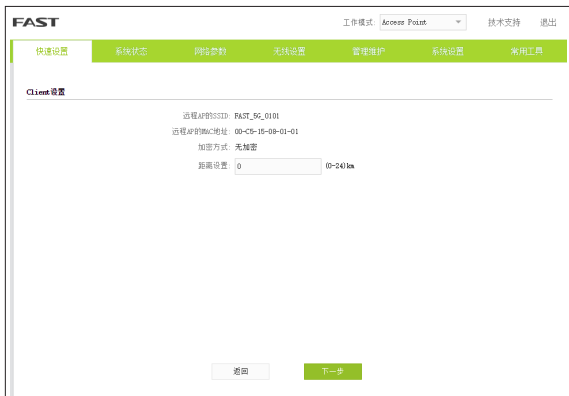 FAST 工作模式: Access Point 技术支持 退出
快速设置 系统状态 网络参数 无线设置 管理维护 系统设置 常用工具
Client设置
远程AP的SSID: FAST_5G_0101
远程AP的MAC地址: 00-C5-15-08-01-01
加密方式: 无加密
距离设置: 0 (0-24)km
返回 下一步